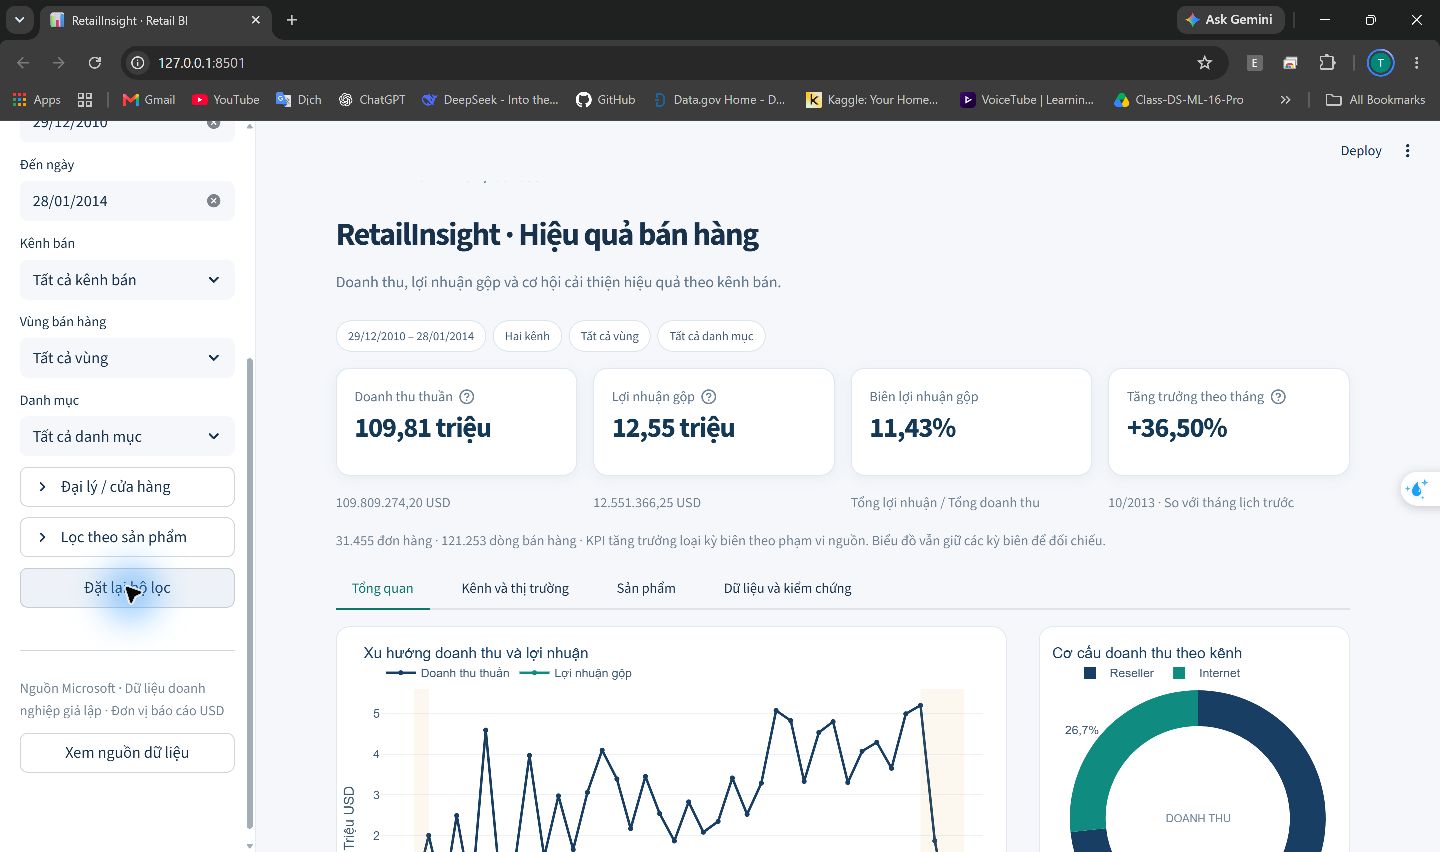 RetailInsight · Retail BI
Ask Gemini
127.0.0.1:8501
E
T
Apps
Gmail
YouTube
Dịch
ChatGPT
DeepSeek - Into the...
GitHub
Data.gov Home - D...
Kaggle: Your Home...
VoiceTube | Learnin...
Class-DS-ML-16-Pro
All Bookmarks
29/12/2010
Đến ngày
28/01/2014
Kênh bán
Tất cả kênh bán
Vùng bán hàng
Tất cả vùng
Danh mục
Tất cả danh mục
Đại lý / cửa hàng
Lọc theo sản phẩm
Đặt lại bộ lọc
Nguồn Microsoft · Dữ liệu doanh
nghiệp giả lập · Đơn vị báo cáo USD
Xem nguồn dữ liệu
Deploy
RetailInsight · Hiệu quả bán hàng
Doanh thu, lợi nhuận gộp và cơ hội cải thiện hiệu quả theo kênh bán.
29/12/2010 – 28/01/2014
Hai kênh
Tất cả vùng
Tất cả danh mục
Doanh thu thuần
109,81 triệu
109.809.274,20 USD
Lợi nhuận gộp
12,55 triệu
12.551.366,25 USD
Biên lợi nhuận gộp
11,43%
Tổng lợi nhuận / Tổng doanh thu
Tăng trưởng theo tháng
+36,50%
10/2013 · So với tháng lịch trước
31.455 đơn hàng · 121.253 dòng bán hàng · KPI tăng trưởng loại kỳ biên theo phạm vi nguồn. Biểu đồ vẫn giữ các kỳ biên để đối chiếu.
Tổng quan
Kênh và thị trường
Sản phẩm
Dữ liệu và kiểm chứng
Xu hướng doanh thu và lợi nhuận
Doanh thu thuần
Lợi nhuận gộp
5
4
3
2
Triệu USD
Cơ cấu doanh thu theo kênh
Reseller
Internet
26,7%
DOANH THU